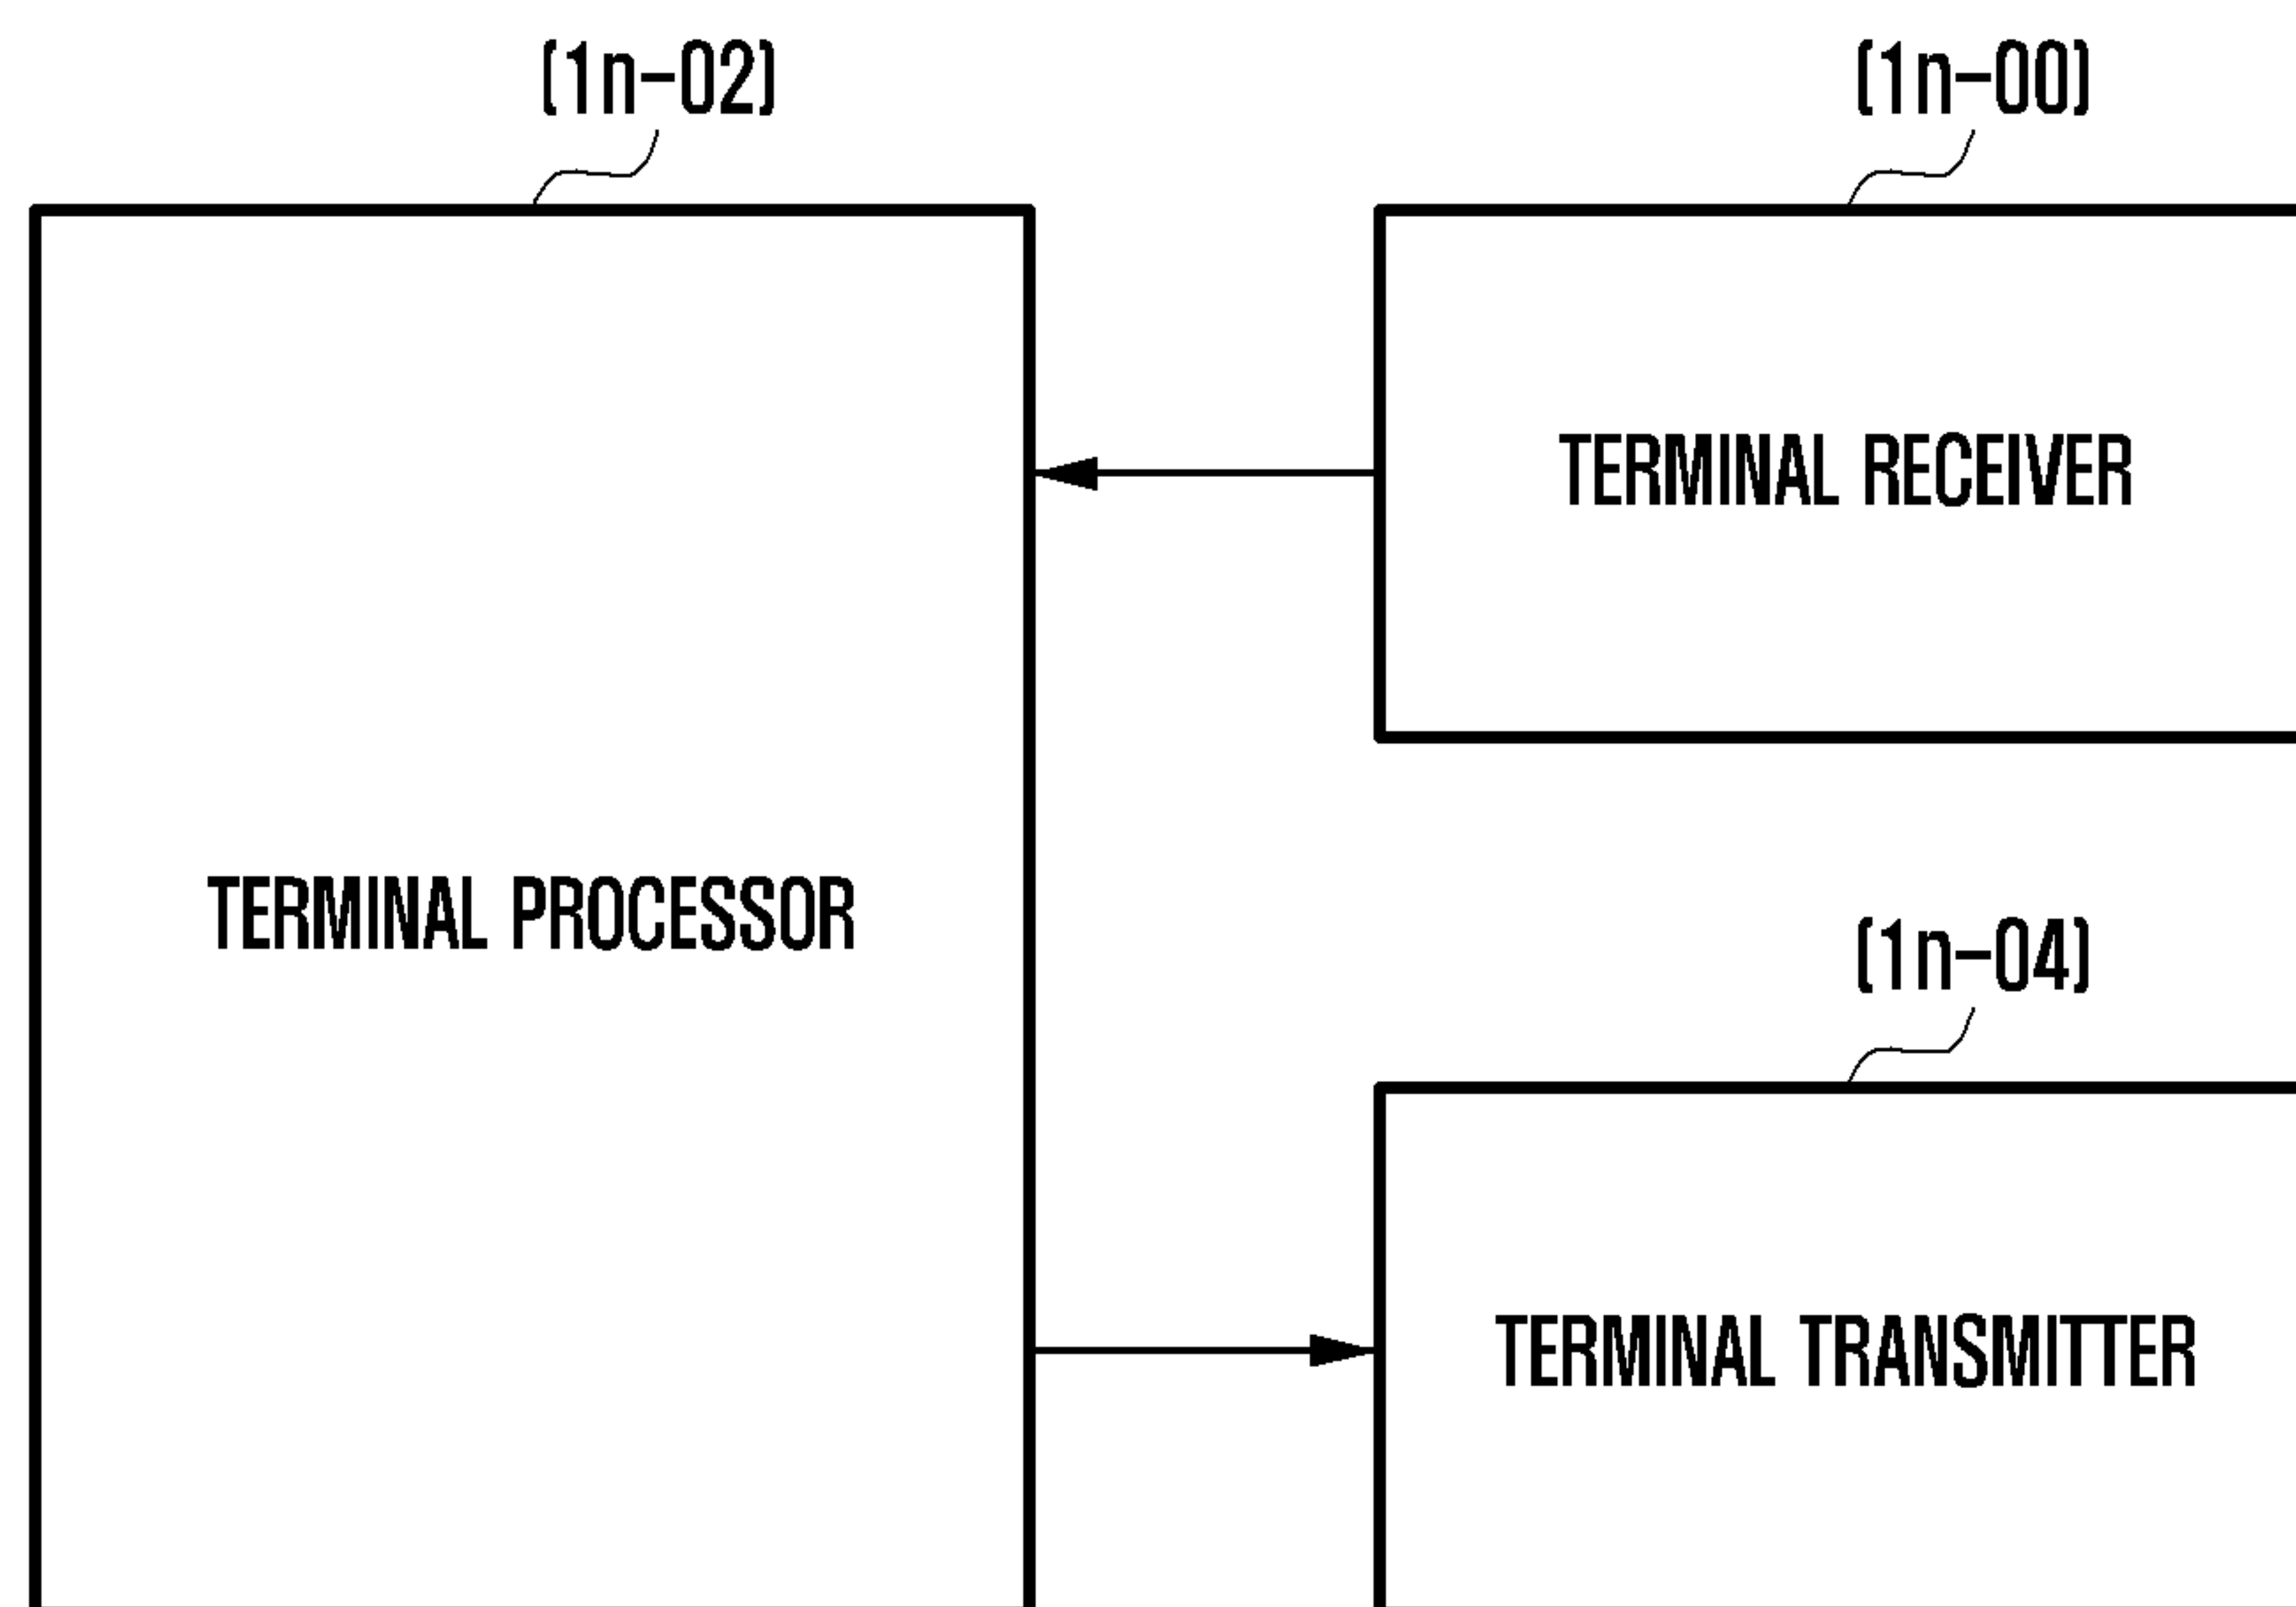 (1n-02)
(1n-00)
TERMINAL RECEIVER
TERMINAL PROCESSOR
(1n-04)
TERMINAL TRANSMITTER